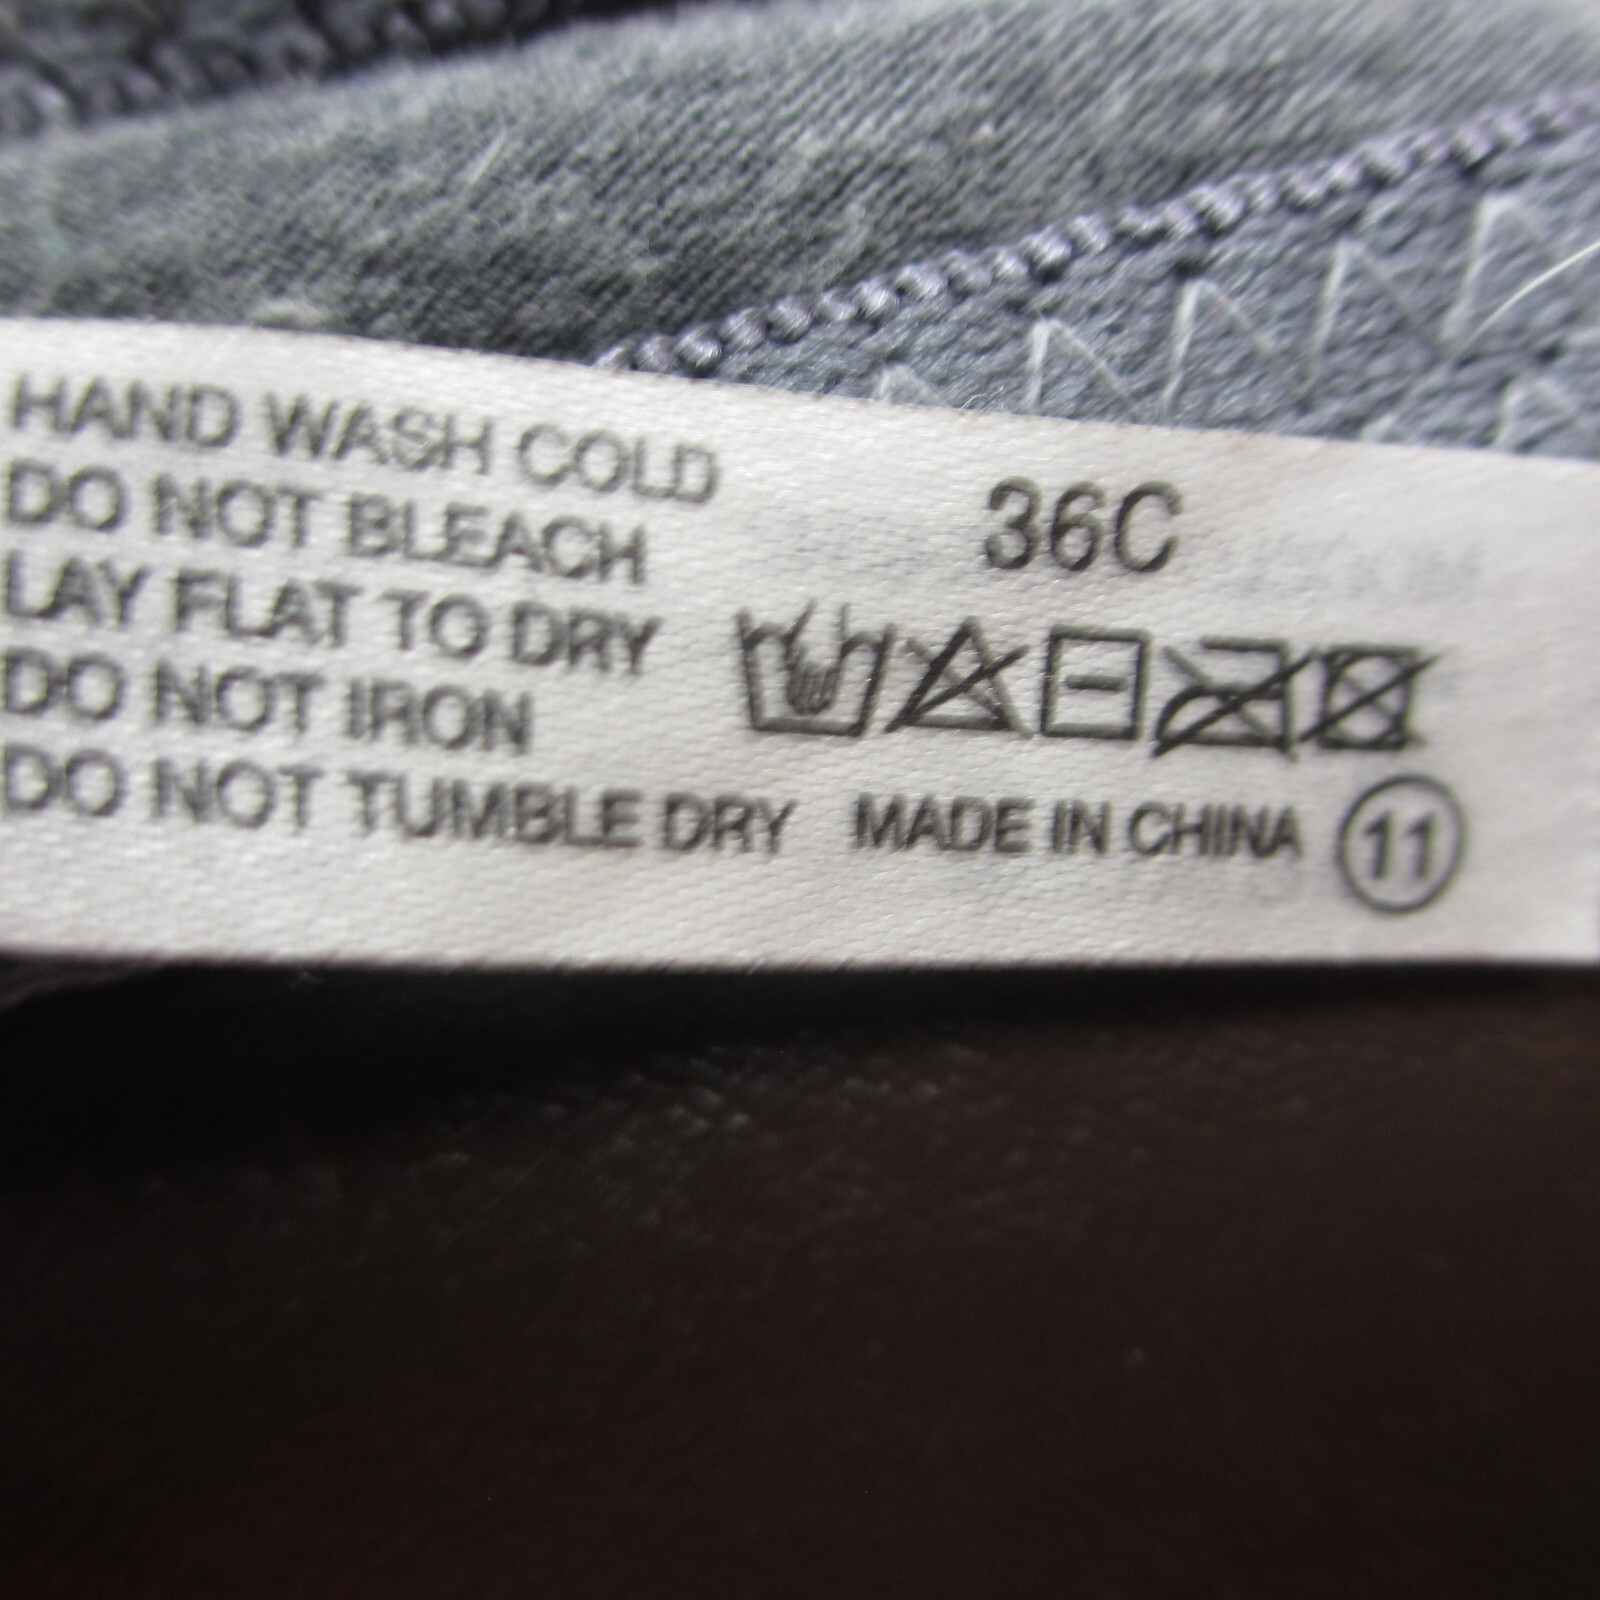 HAND WASH COLD
DO NOT BLEACH
LAY FLAT TO DRY
DO NOT IRON
DO NOT TUMBLE DRY
36C
MADE IN CHINA 11